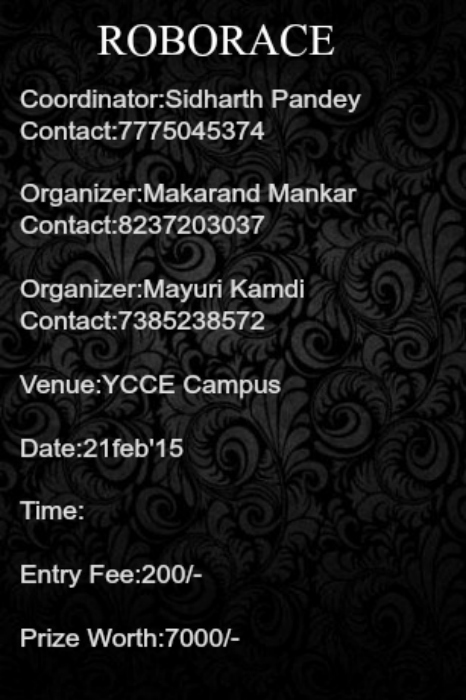 ROBORACE
Coordinator:Sidharth Pandey
Contact:7775045374
Organizer:Makarand Mankar
Contact:8237203037
Organizer:Mayuri Kamdi
Contact:7385238572
Venue:YCCE Campus
Date:21feb'15
Time:
Entry Fee:200/-
Prize Worth:7000/-